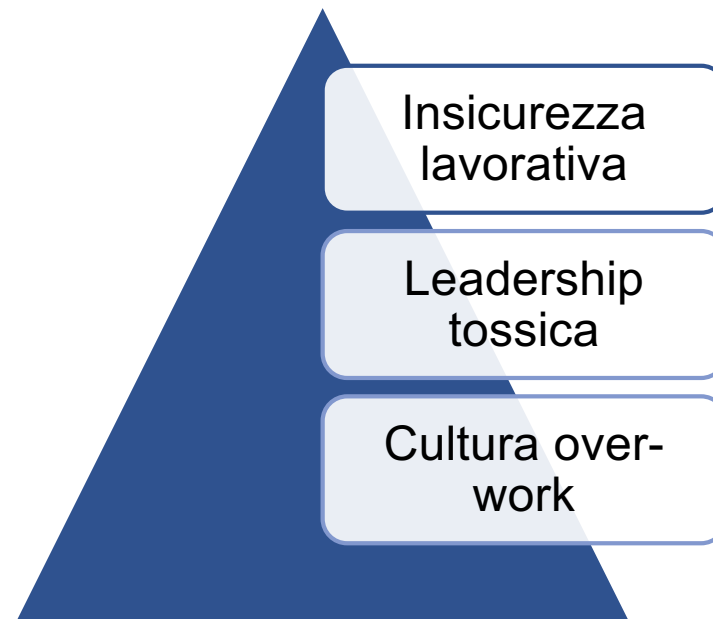 Insicurezza
lavorativa
Leadership
tossica
Cultura over-
work